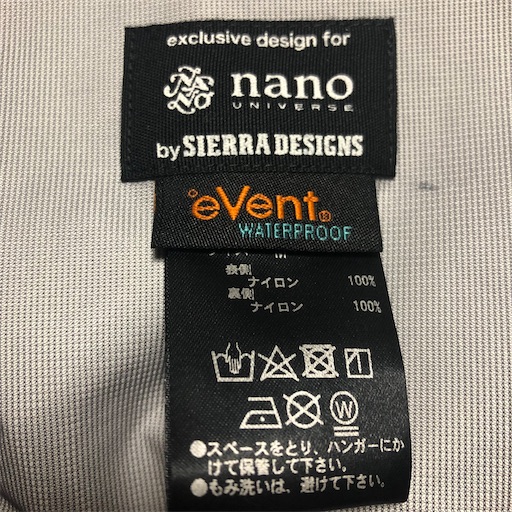 exclusive design for
nano
UNIVERSE
by SIERRA DESIGNS
eVent®
WATERPROOF
表側
ナイロン 100%
裏側
ナイロン 100%
W
●スペースをとり、ハンガーにか
けて保管して下さい。
●もみ洗いは、避けて下さい。